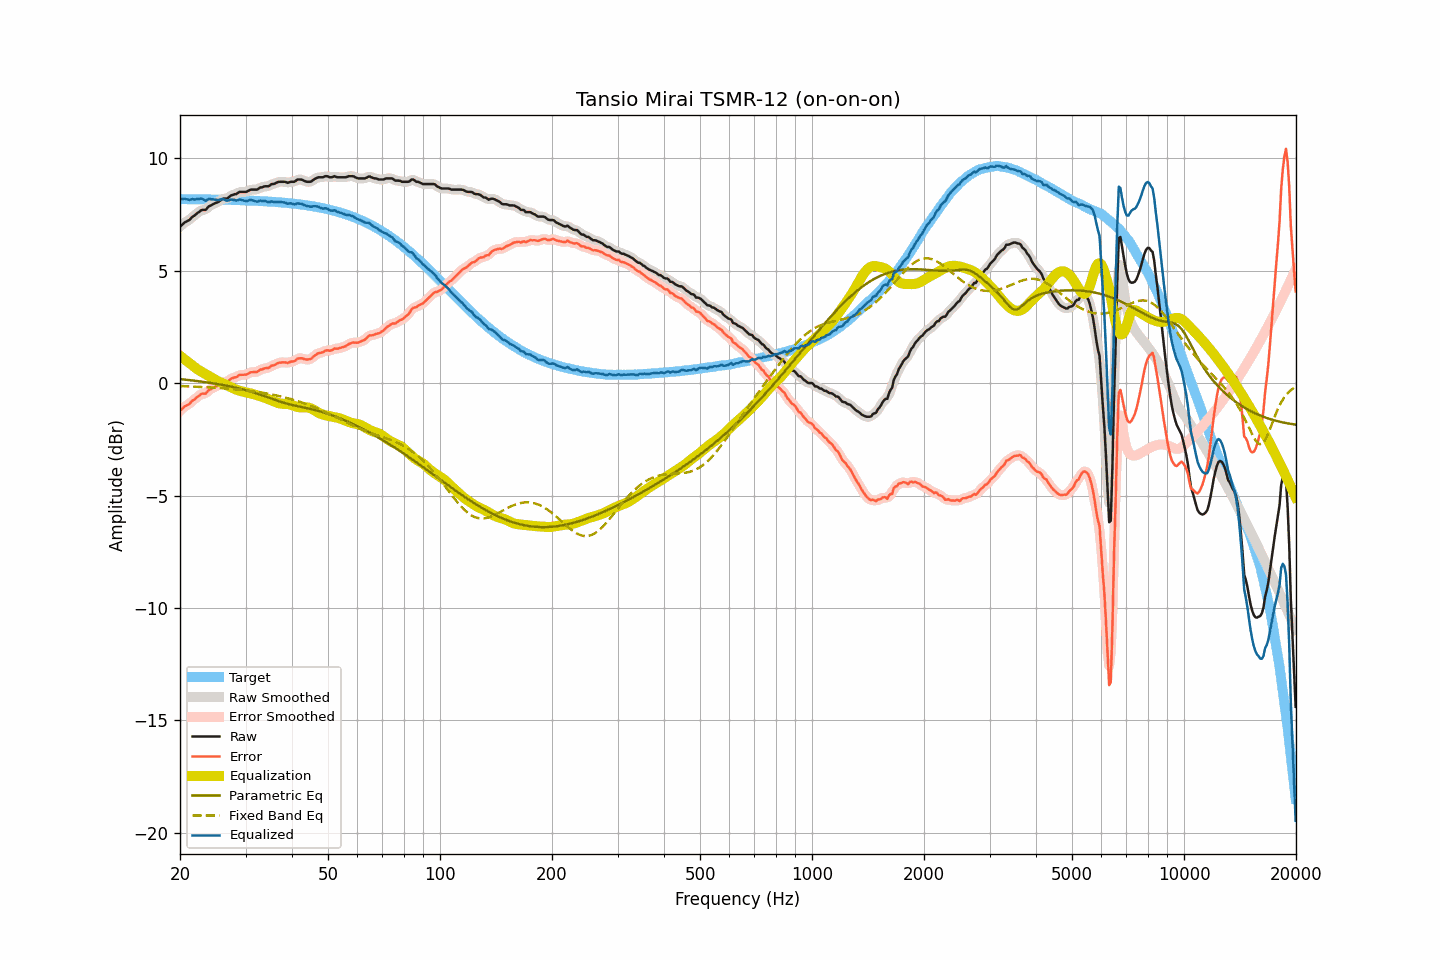 Tansio Mirai TSMR-12 (on-on-on)
Amplitude (dBr)
10
5
0
−5
−10
−15
−20
Target
Raw Smoothed
Error Smoothed
Raw
Error
Equalization
Parametric Eq
Fixed Band Eq
Equalized
20 50 100 200 500 1000 2000 5000 10000 20000
Frequency (Hz)